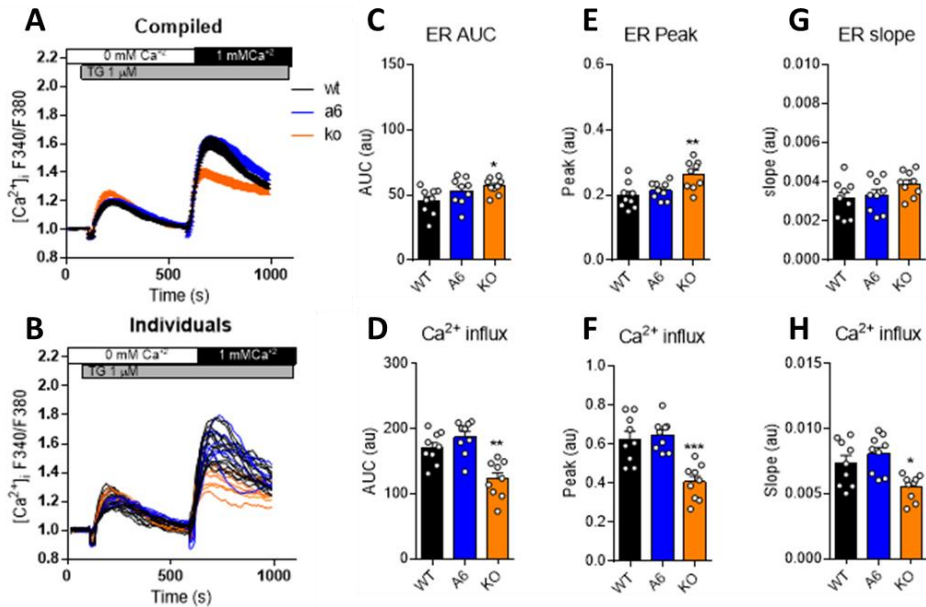 A
Compiled
2.2
2.0
1.8
1.6
1.4
1.2
1.0
0.8
0 mM Ca⁺²
1 mMCa⁺²
TG 1 μM
wt
a6
ko
[Ca²⁺]ᵢ F340/F380
0
500
1000
Time (s)
C
ER AUC
150
100
50
0
AUC (au)
*
WT
A6
KO
E
ER Peak
0.6
0.4
0.2
0.0
Peak (au)
**
WT
A6
KO
G
ER slope
0.010
0.008
0.006
0.004
0.002
0.000
slope (au)
WT
A6
KO
B
Individuals
2.2
2.0
1.8
1.6
1.4
1.2
1.0
0.8
0 mM Ca⁺²
1 mMCa⁺²
TG 1 μM
[Ca²⁺]ᵢ F340/F380
0
500
1000
Time (s)
D
Ca²⁺ influx
300
200
100
0
AUC (au)
**
WT
A6
KO
F
Ca²⁺ influx
1.0
0.8
0.6
0.4
0.2
0.0
Peak (au)
***
WT
A6
KO
H
Ca²⁺ influx
0.015
0.010
0.005
0.000
Slope (au)
*
WT
A6
KO